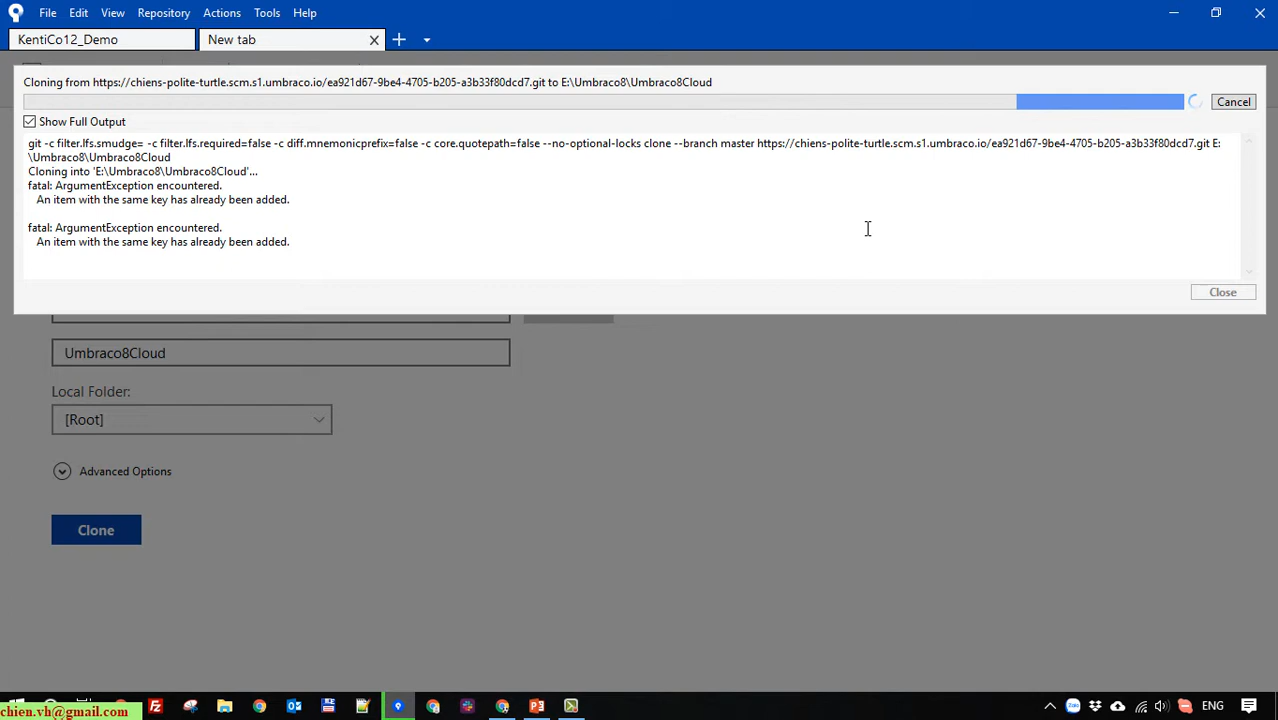 File Edit View Repository Actions Tools Help
KentiCo12_Demo New tab
Cloning from https://chiens-polite-turtle.scm.s1.umbraco.io/ea921d67-9be4-4705-b205-a3b33f80dcd7.git to E:\Umbraco8\Umbraco8Cloud
Cancel
Show Full Output
git -c filter.lfs.smudge= -c filter.lfs.required=false -c diff.mnemonicprefix=false -c core.quotepath=false --no-optional-locks clone --branch master https://chiens-polite-turtle.scm.s1.umbraco.io/ea921d67-9be4-4705-b205-a3b33f80dcd7.git E:
\Umbraco8\Umbraco8Cloud
Cloning into 'E:\Umbraco8\Umbraco8Cloud'...
fatal: ArgumentException encountered.
An item with the same key has already been added.
fatal: ArgumentException encountered.
An item with the same key has already been added.
Close
Umbraco8Cloud
Local Folder:
[Root]
Advanced Options
Clone
ENG
chien.vh@gmail.com